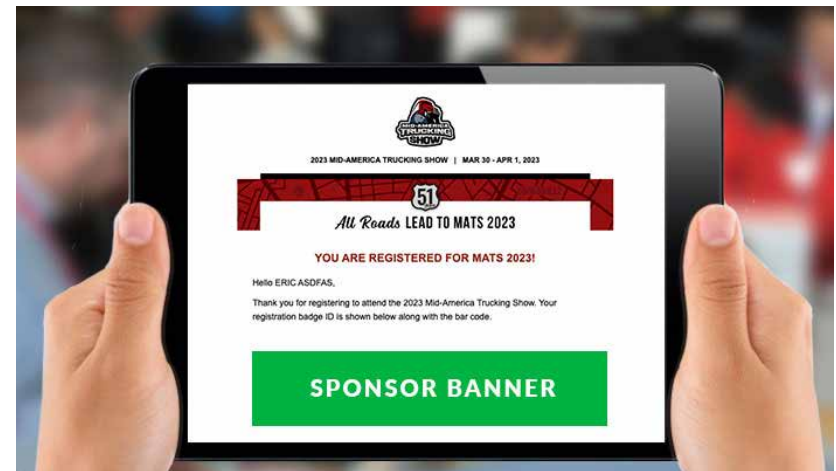 MID-AMERICA
TRUCKING
SHOW
2023 MID-AMERICA TRUCKING SHOW | MAR 30 - APR 1, 2023
51
All Roads LEAD TO MATS 2023
YOU ARE REGISTERED FOR MATS 2023!
Hello ERIC ASDFAS,
Thank you for registering to attend the 2023 Mid-America Trucking Show. Your
registration badge ID is shown below along with the bar code.
SPONSOR BANNER